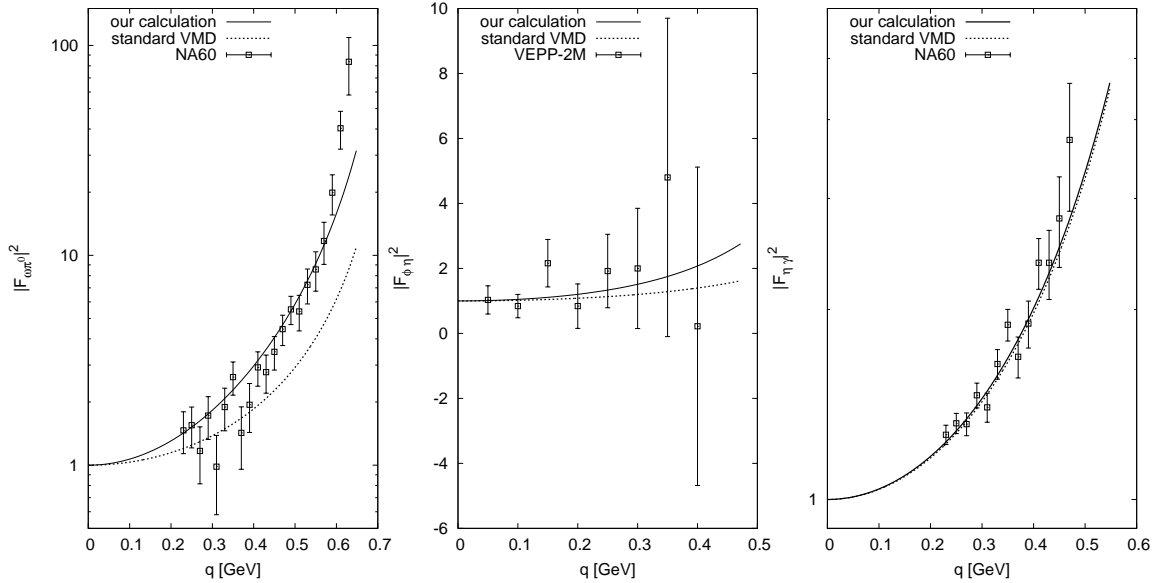 our calculation
standard VMD
NA60
100
10
1
|F_{ωπ⁰}|²
0 0.1 0.2 0.3 0.4 0.5 0.6 0.7
q [GeV]
our calculation
standard VMD
VEPP-2M
10
8
6
4
2
0
-2
-4
-6
|F_{ϕ η}|²
0 0.1 0.2 0.3 0.4 0.5
q [GeV]
our calculation
standard VMD
NA60
1
|F_{η γ}|²
0 0.1 0.2 0.3 0.4 0.5 0.6
q [GeV]